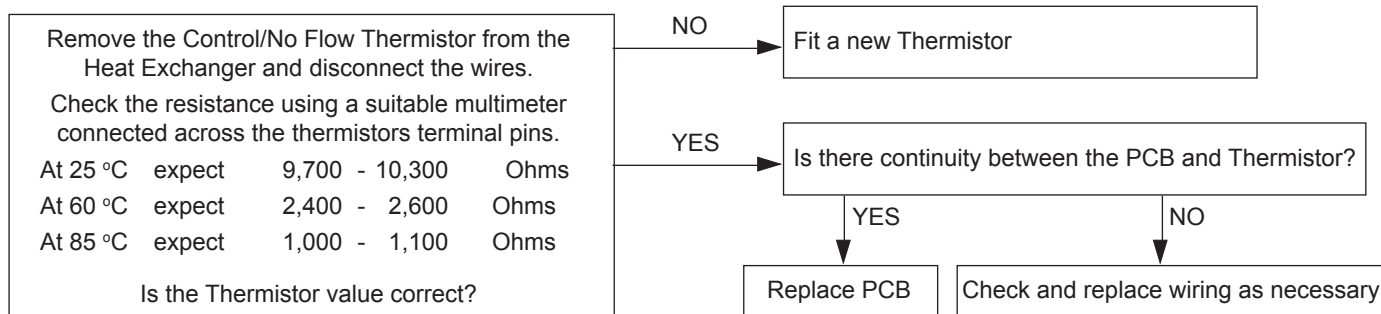 Remove the Control/No Flow Thermistor from the
Heat Exchanger and disconnect the wires.
Check the resistance using a suitable multimeter
connected across the thermistors terminal pins.
At 25 °C expect 9,700 - 10,300 Ohms
At 60 °C expect 2,400 - 2,600 Ohms
At 85 °C expect 1,000 - 1,100 Ohms
Is the Thermistor value correct?
NO
Fit a new Thermistor
YES
Is there continuity between the PCB and Thermistor?
YES
NO
Replace PCB
Check and replace wiring as necessary